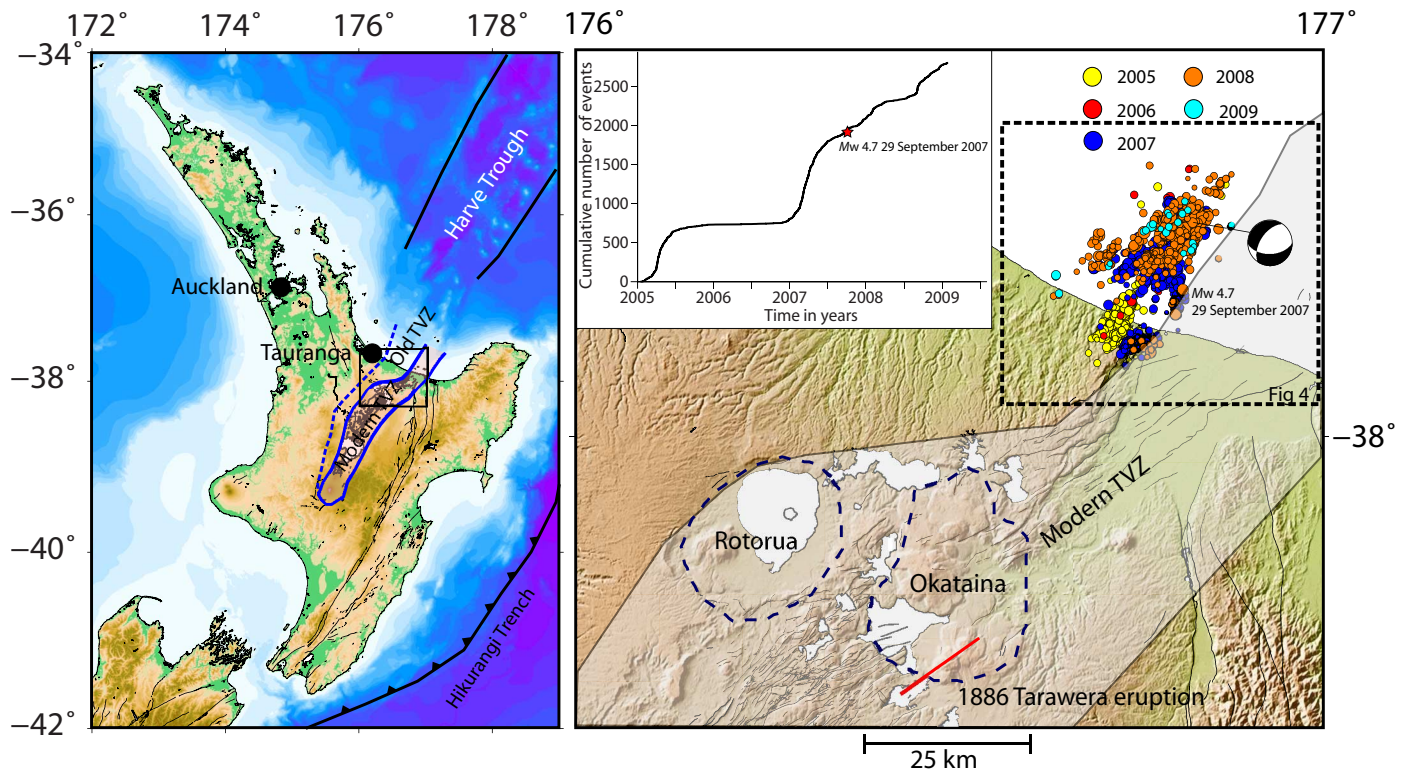 172˚
174˚
176˚
178˚
−34˚
−36˚
−38˚
−40˚
−42˚
Harve Trough
Auckland
Tauranga
Old TVZ
Modern TVZ
Hikurangi Trench
176˚
177˚
−38˚
Cumulative number of events
2500
2000
1500
1000
500
0
2005
2006
2007
2008
2009
Time in years
Mw 4.7 29 September 2007
2005
2008
2006
2009
2007
Mw 4.7
29 September 2007
Fig 4
Modern TVZ
Rotorua
Okataina
1886 Tarawera eruption
25 km